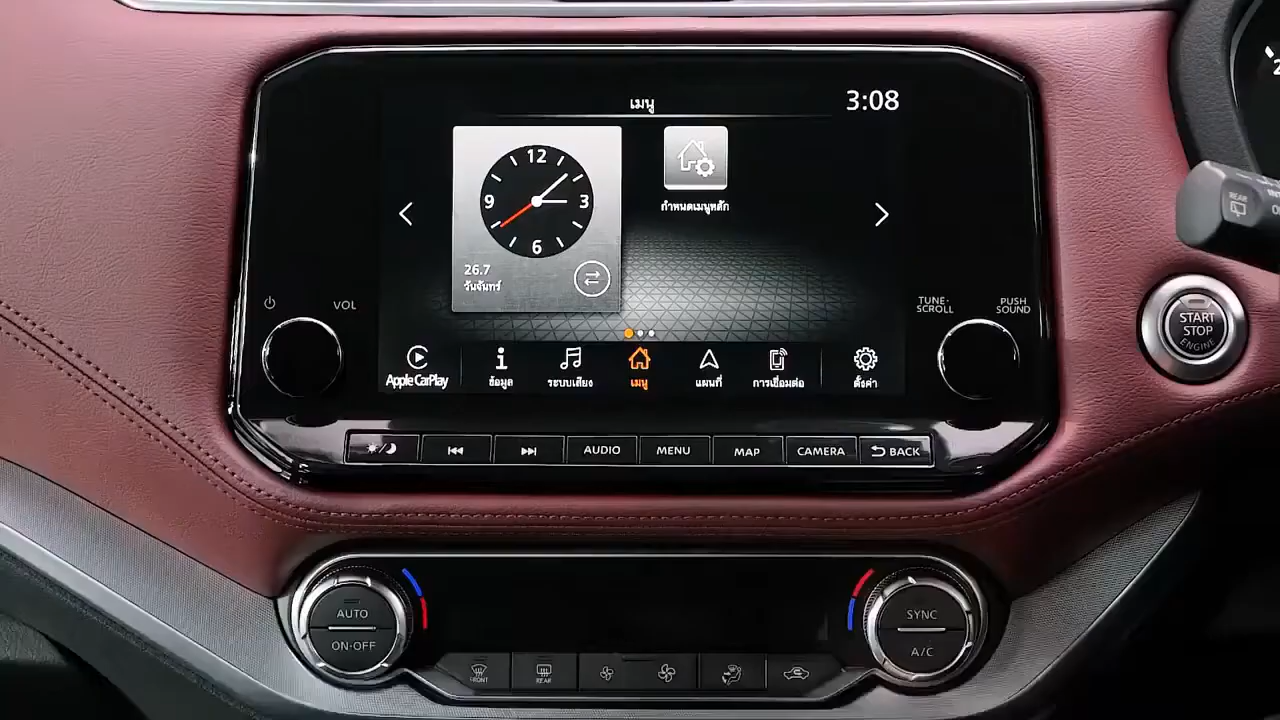 เมนู
3:08
12
9
3
6
26.7
วันจันทร์
กำหนดเมนูหลัก
VOL
TUNE·
SCROLL
PUSH
SOUND
Apple CarPlay
ข้อมูล
ระบบเสียง
เมนู
แผนที่
การเชื่อมต่อ
ตั้งค่า
AUDIO
MENU
MAP
CAMERA
BACK
START
STOP
ENGINE
REAR
AUTO
ON·OFF
SYNC
A/C
FRONT
REAR